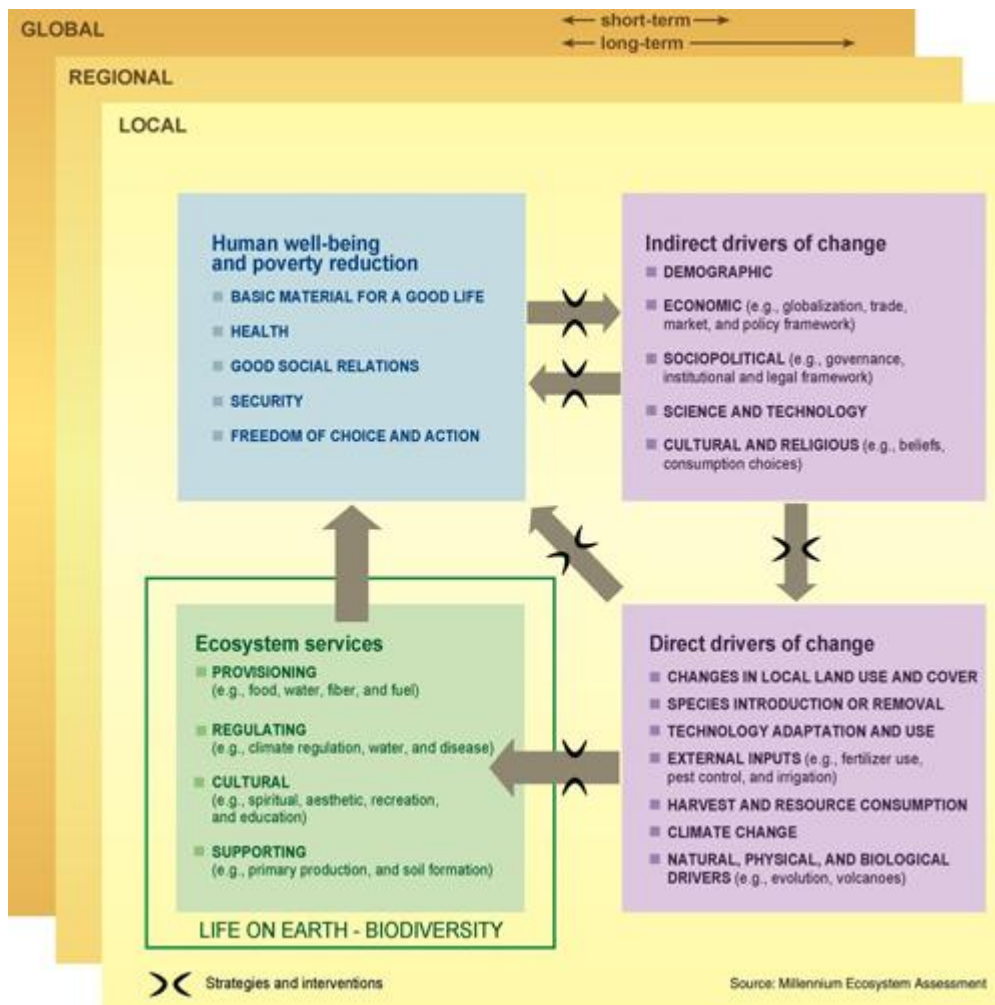 GLOBAL
short-term
long-term
REGIONAL
LOCAL
Human well-being
and poverty reduction
BASIC MATERIAL FOR A GOOD LIFE
HEALTH
GOOD SOCIAL RELATIONS
SECURITY
FREEDOM OF CHOICE AND ACTION
Indirect drivers of change
DEMOGRAPHIC
ECONOMIC (e.g., globalization, trade,
market, and policy framework)
SOCIOPOLITICAL (e.g., governance,
institutional and legal framework)
SCIENCE AND TECHNOLOGY
CULTURAL AND RELIGIOUS (e.g., beliefs,
consumption choices)
Ecosystem services
PROVISIONING
(e.g., food, water, fiber, and fuel)
REGULATING
(e.g., climate regulation, water, and disease)
CULTURAL
(e.g., spiritual, aesthetic, recreation,
and education)
SUPPORTING
(e.g., primary production, and soil formation)
LIFE ON EARTH - BIODIVERSITY
Direct drivers of change
CHANGES IN LOCAL LAND USE AND COVER
SPECIES INTRODUCTION OR REMOVAL
TECHNOLOGY ADAPTATION AND USE
EXTERNAL INPUTS (e.g., fertilizer use,
pest control, and irrigation)
HARVEST AND RESOURCE CONSUMPTION
CLIMATE CHANGE
NATURAL, PHYSICAL, AND BIOLOGICAL
DRIVERS (e.g., evolution, volcanoes)
Strategies and interventions
Source: Millennium Ecosystem Assessment